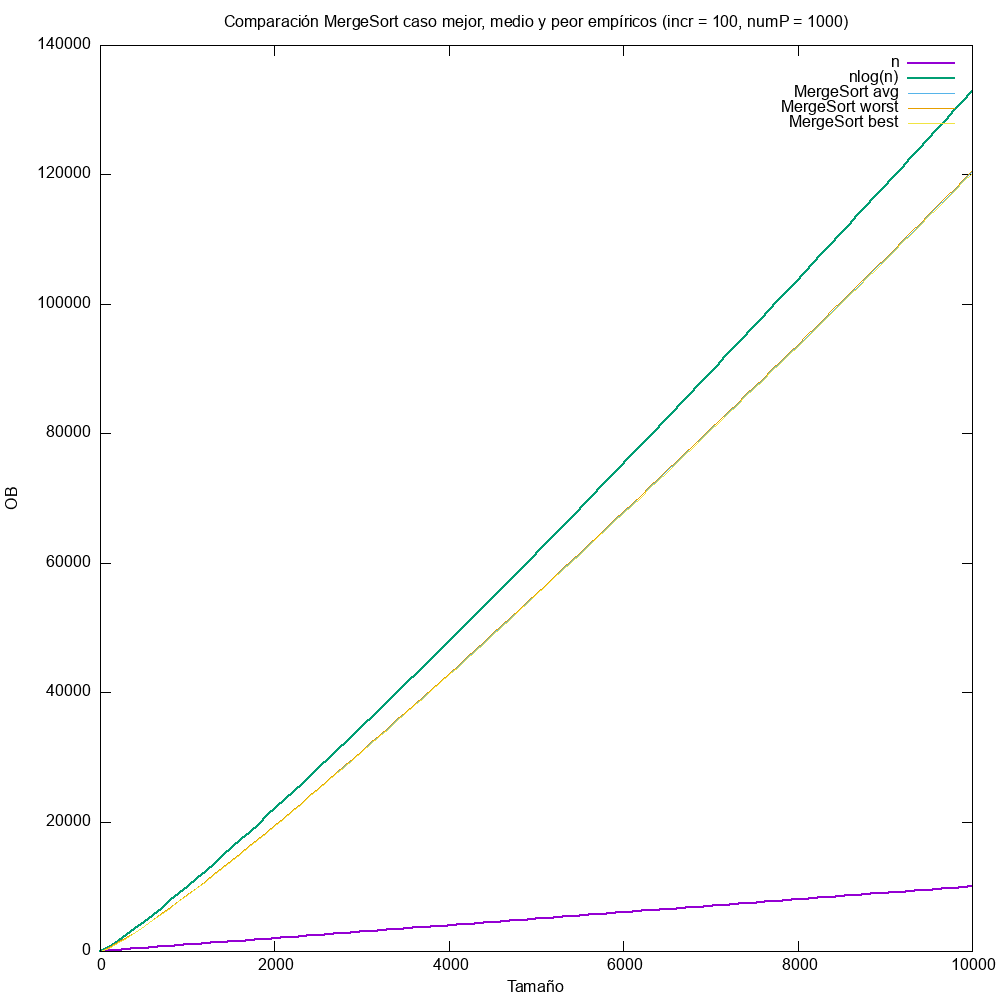 Comparación MergeSort caso mejor, medio y peor empíricos (incr = 100, numP = 1000)
140000
n
nlog(n)
MergeSort avg
MergeSort worst
MergeSort best
120000
100000
80000
OB
60000
40000
20000
0
0 2000 4000 6000 8000 10000
Tamaño